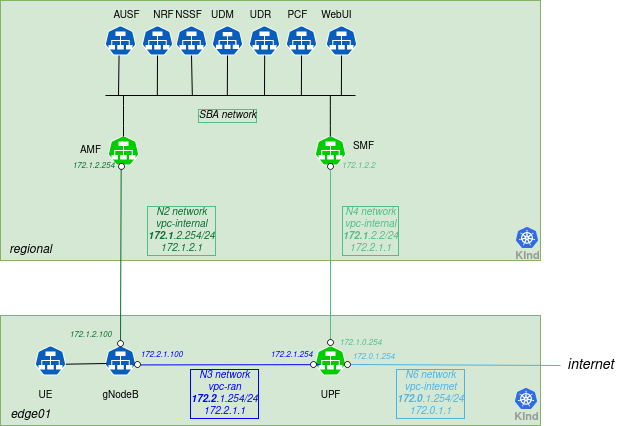 AUSF NRF NSSF UDM UDR PCF WebUI
SBA network
AMF
SMF
172.1.2.254
172.1.2.2
N2 network
vpc-internal
172.1.2.254/24
172.1.2.1
N4 network
vpc-internal
172.1.2.2/24
172.2.1.1
regional
KInd
172.1.2.100
172.1.0.254
172.2.1.100
172.2.1.254
172.0.1.254
internet
N3 network
vpc-ran
172.2.1.254/24
172.2.1.1
N6 network
vpc-internet
172.0.1.254/24
172.0.1.1
UE
gNodeB
UPF
edge01
KInd